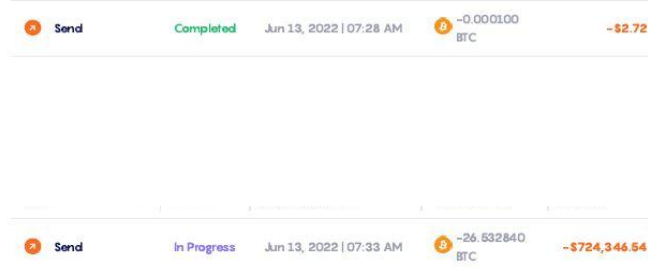 Send Completed Jun 13, 2022 | 07:28 AM -0.000100 BTC -$2.72
Send In Progress Jun 13, 2022 | 07:33 AM -26.532840 BTC -$724,346.54